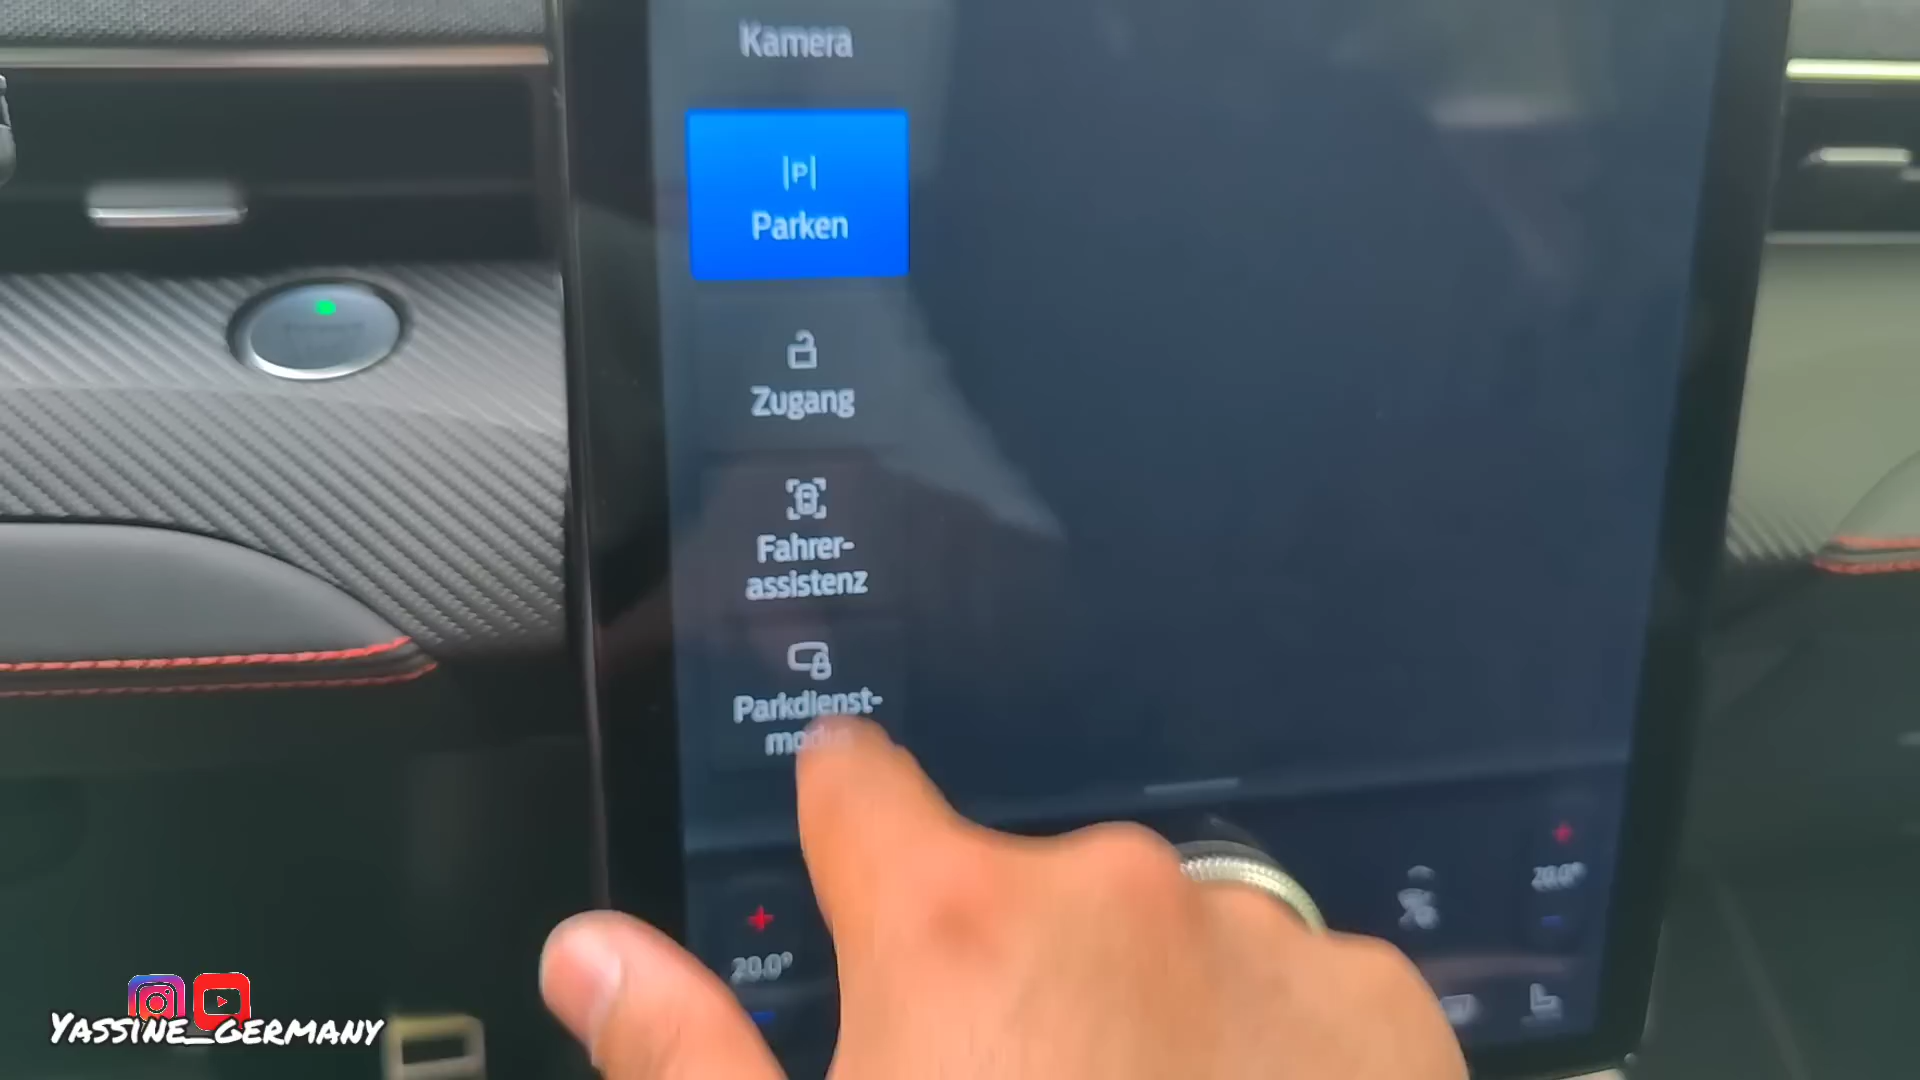 Kamera
|P|
Parken
Zugang
Fahrer-
assistenz
Parkdienst-
modus
20.0°
20.0°
YASSINE_GERMANY